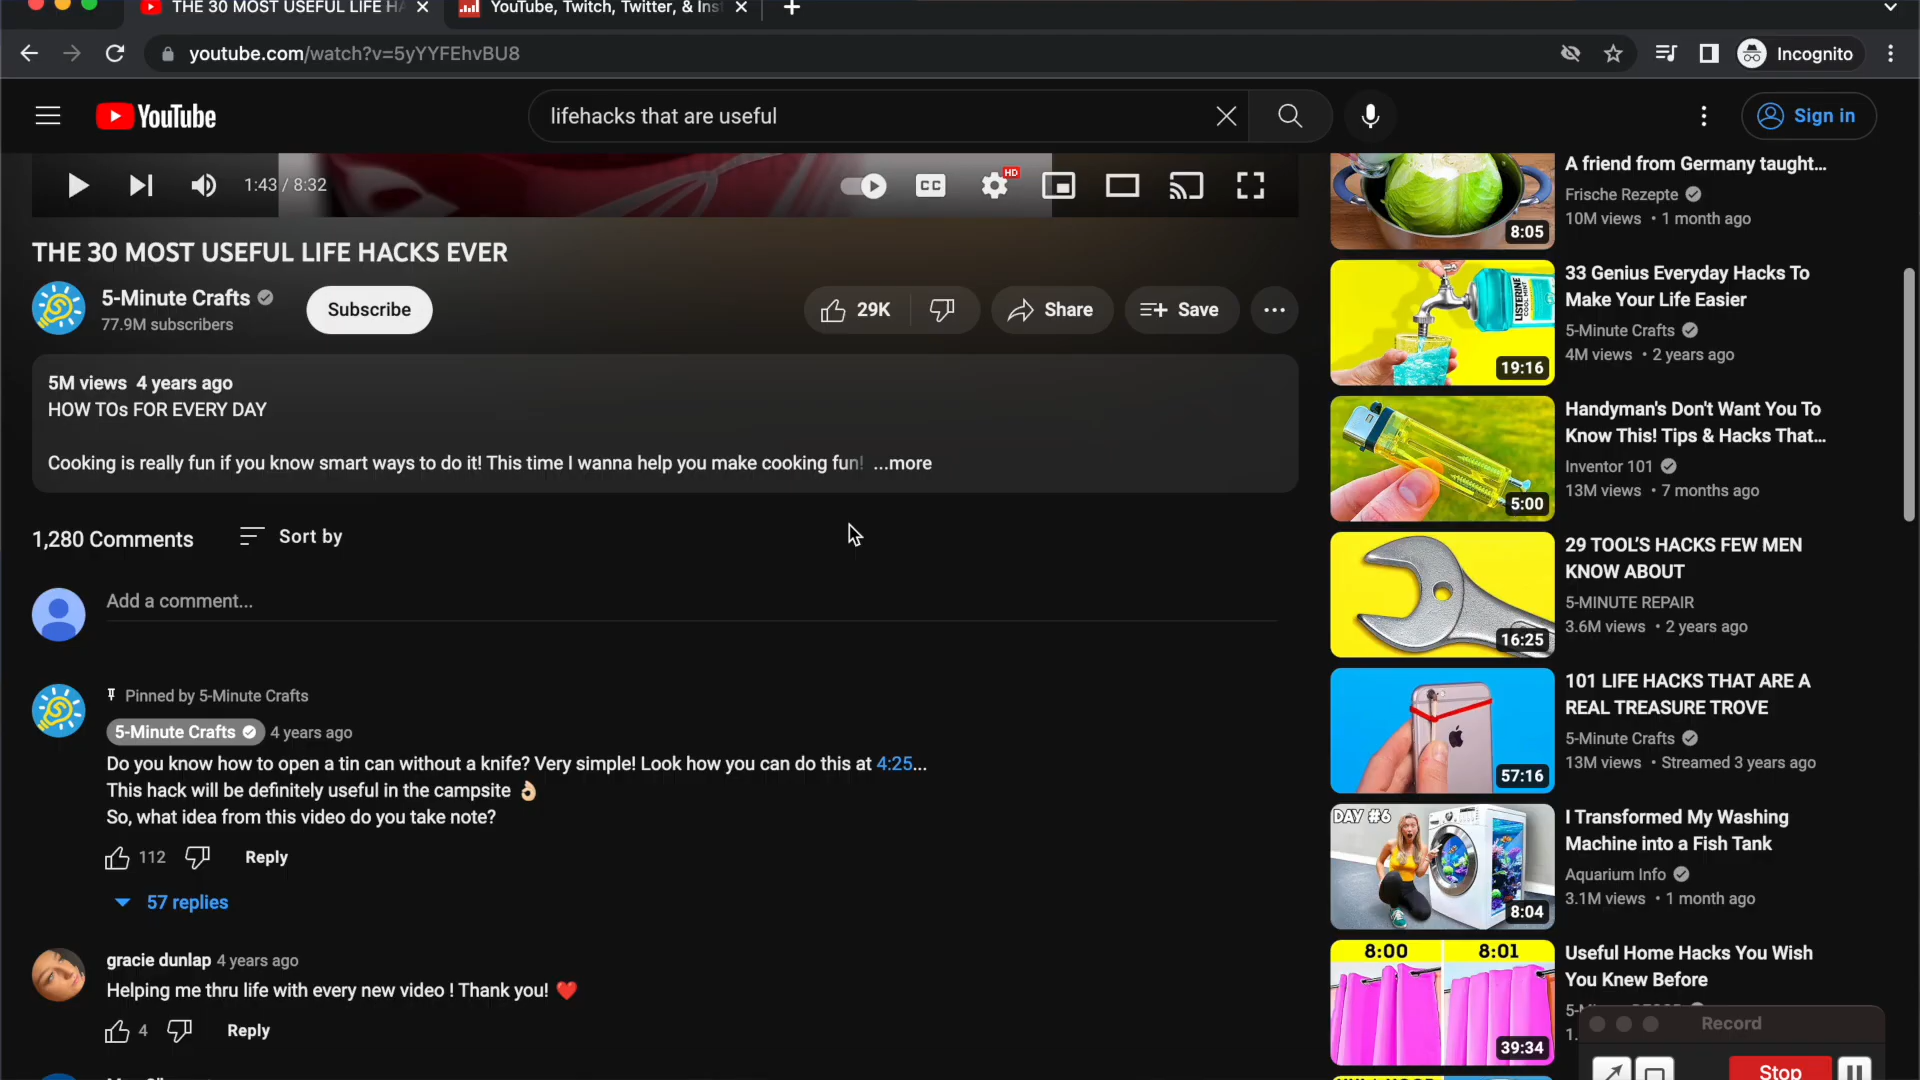 THE 30 MOST USEFUL LIFE HA
YouTube, Twitch, Twitter, & Ins
youtube.com/watch?v=5yYYFEhvBU8
Incognito
YouTube
lifehacks that are useful
Sign in
1:43 / 8:32
CC
HD
THE 30 MOST USEFUL LIFE HACKS EVER
5-Minute Crafts
77.9M subscribers
Subscribe
29K
Share
Save
5M views 4 years ago
HOW TOs FOR EVERY DAY
Cooking is really fun if you know smart ways to do it! This time I wanna help you make cooking fun! ...more
1,280 Comments
Sort by
Add a comment...
Pinned by 5-Minute Crafts
5-Minute Crafts 4 years ago
Do you know how to open a tin can without a knife? Very simple! Look how you can do this at 4:25...
This hack will be definitely useful in the campsite 👌🏼
So, what idea from this video do you take note?
112 Reply
57 replies
gracie dunlap 4 years ago
Helping me thru life with every new video ! Thank you! ❤️
4 Reply
8:05
A friend from Germany taught...
Frische Rezepte
10M views • 1 month ago
LISTERINE
19:16
33 Genius Everyday Hacks To
Make Your Life Easier
5-Minute Crafts
4M views • 2 years ago
5:00
Handyman's Don't Want You To
Know This! Tips & Hacks That...
Inventor 101
13M views • 7 months ago
16:25
29 TOOL'S HACKS FEW MEN
KNOW ABOUT
5-MINUTE REPAIR
3.6M views • 2 years ago
57:16
101 LIFE HACKS THAT ARE A
REAL TREASURE TROVE
5-Minute Crafts
13M views • Streamed 3 years ago
DAY #6
8:04
I Transformed My Washing
Machine into a Fish Tank
Aquarium Info
3.1M views • 1 month ago
8:00 8:01
39:34
Useful Home Hacks You Wish
You Knew Before
Record
Stop